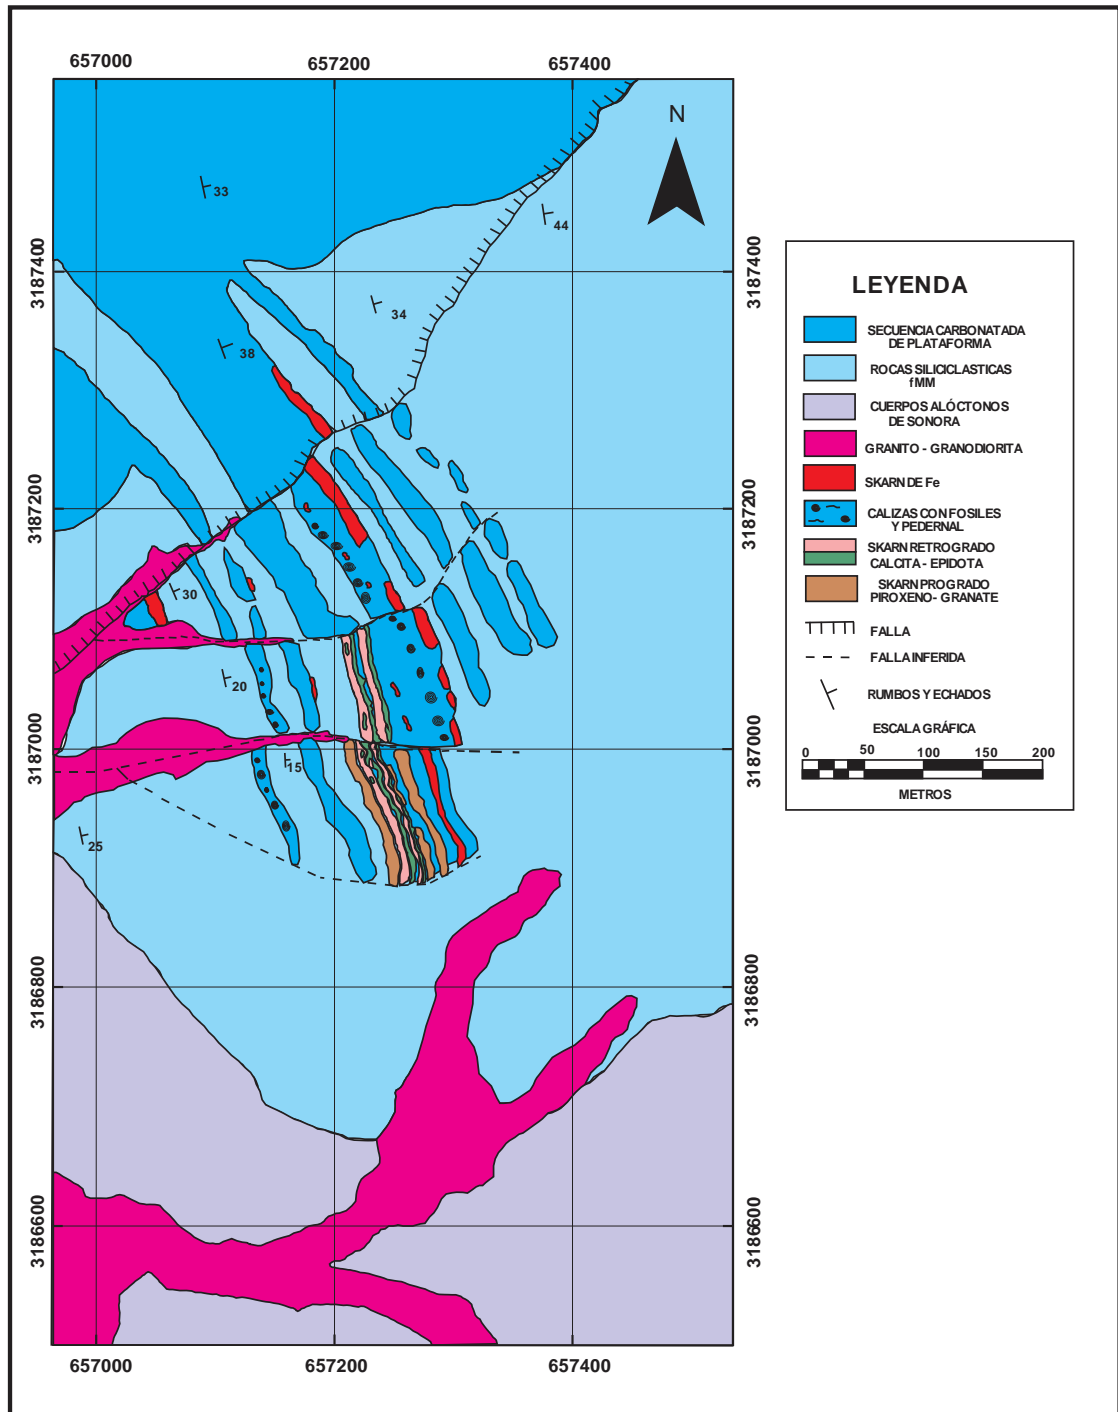 657000
657200
657400
N
33
44
3187400
3187400
34
38
3187200
3187200
30
20
3187000
3187000
15
25
3186800
3186800
3186600
3186600
657000
657200
657400
LEYENDA
SECUENCIA CARBONATADA
DE PLATAFORMA
ROCAS SILICICLASTICAS
fMM
CUERPOS ALÓCTONOS
DE SONORA
GRANITO - GRANODIORITA
SKARN DE Fe
CALIZAS CON FOSILES
Y PEDERNAL
SKARN RETROGRADO
CALCITA - EPIDOTA
SKARN PROGRADO
PIROXENO- GRANATE
FALLA
FALLA INFERIDA
RUMBOS Y ECHADOS
ESCALA GRÁFICA
0 50 100 150 200
METROS